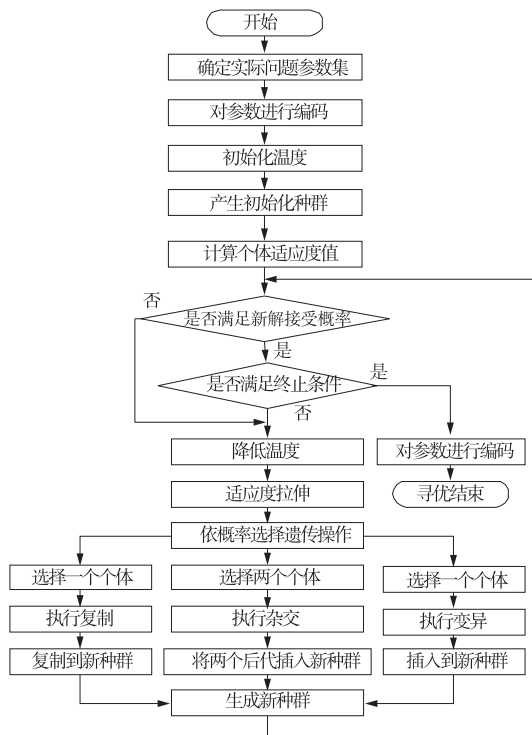 开始
确定实际问题参数集
对参数进行编码
初始化温度
产生初始化种群
计算个体适应度值
否
是否满足新解接受概率
是
是否满足终止条件
是
否
降低温度
对参数进行编码
适应度拉伸
寻优结束
依概率选择遗传操作
选择一个个体
选择两个个体
选择一个个体
执行复制
执行杂交
执行变异
复制到新种群
将两个后代插入新种群
插入到新种群
生成新种群